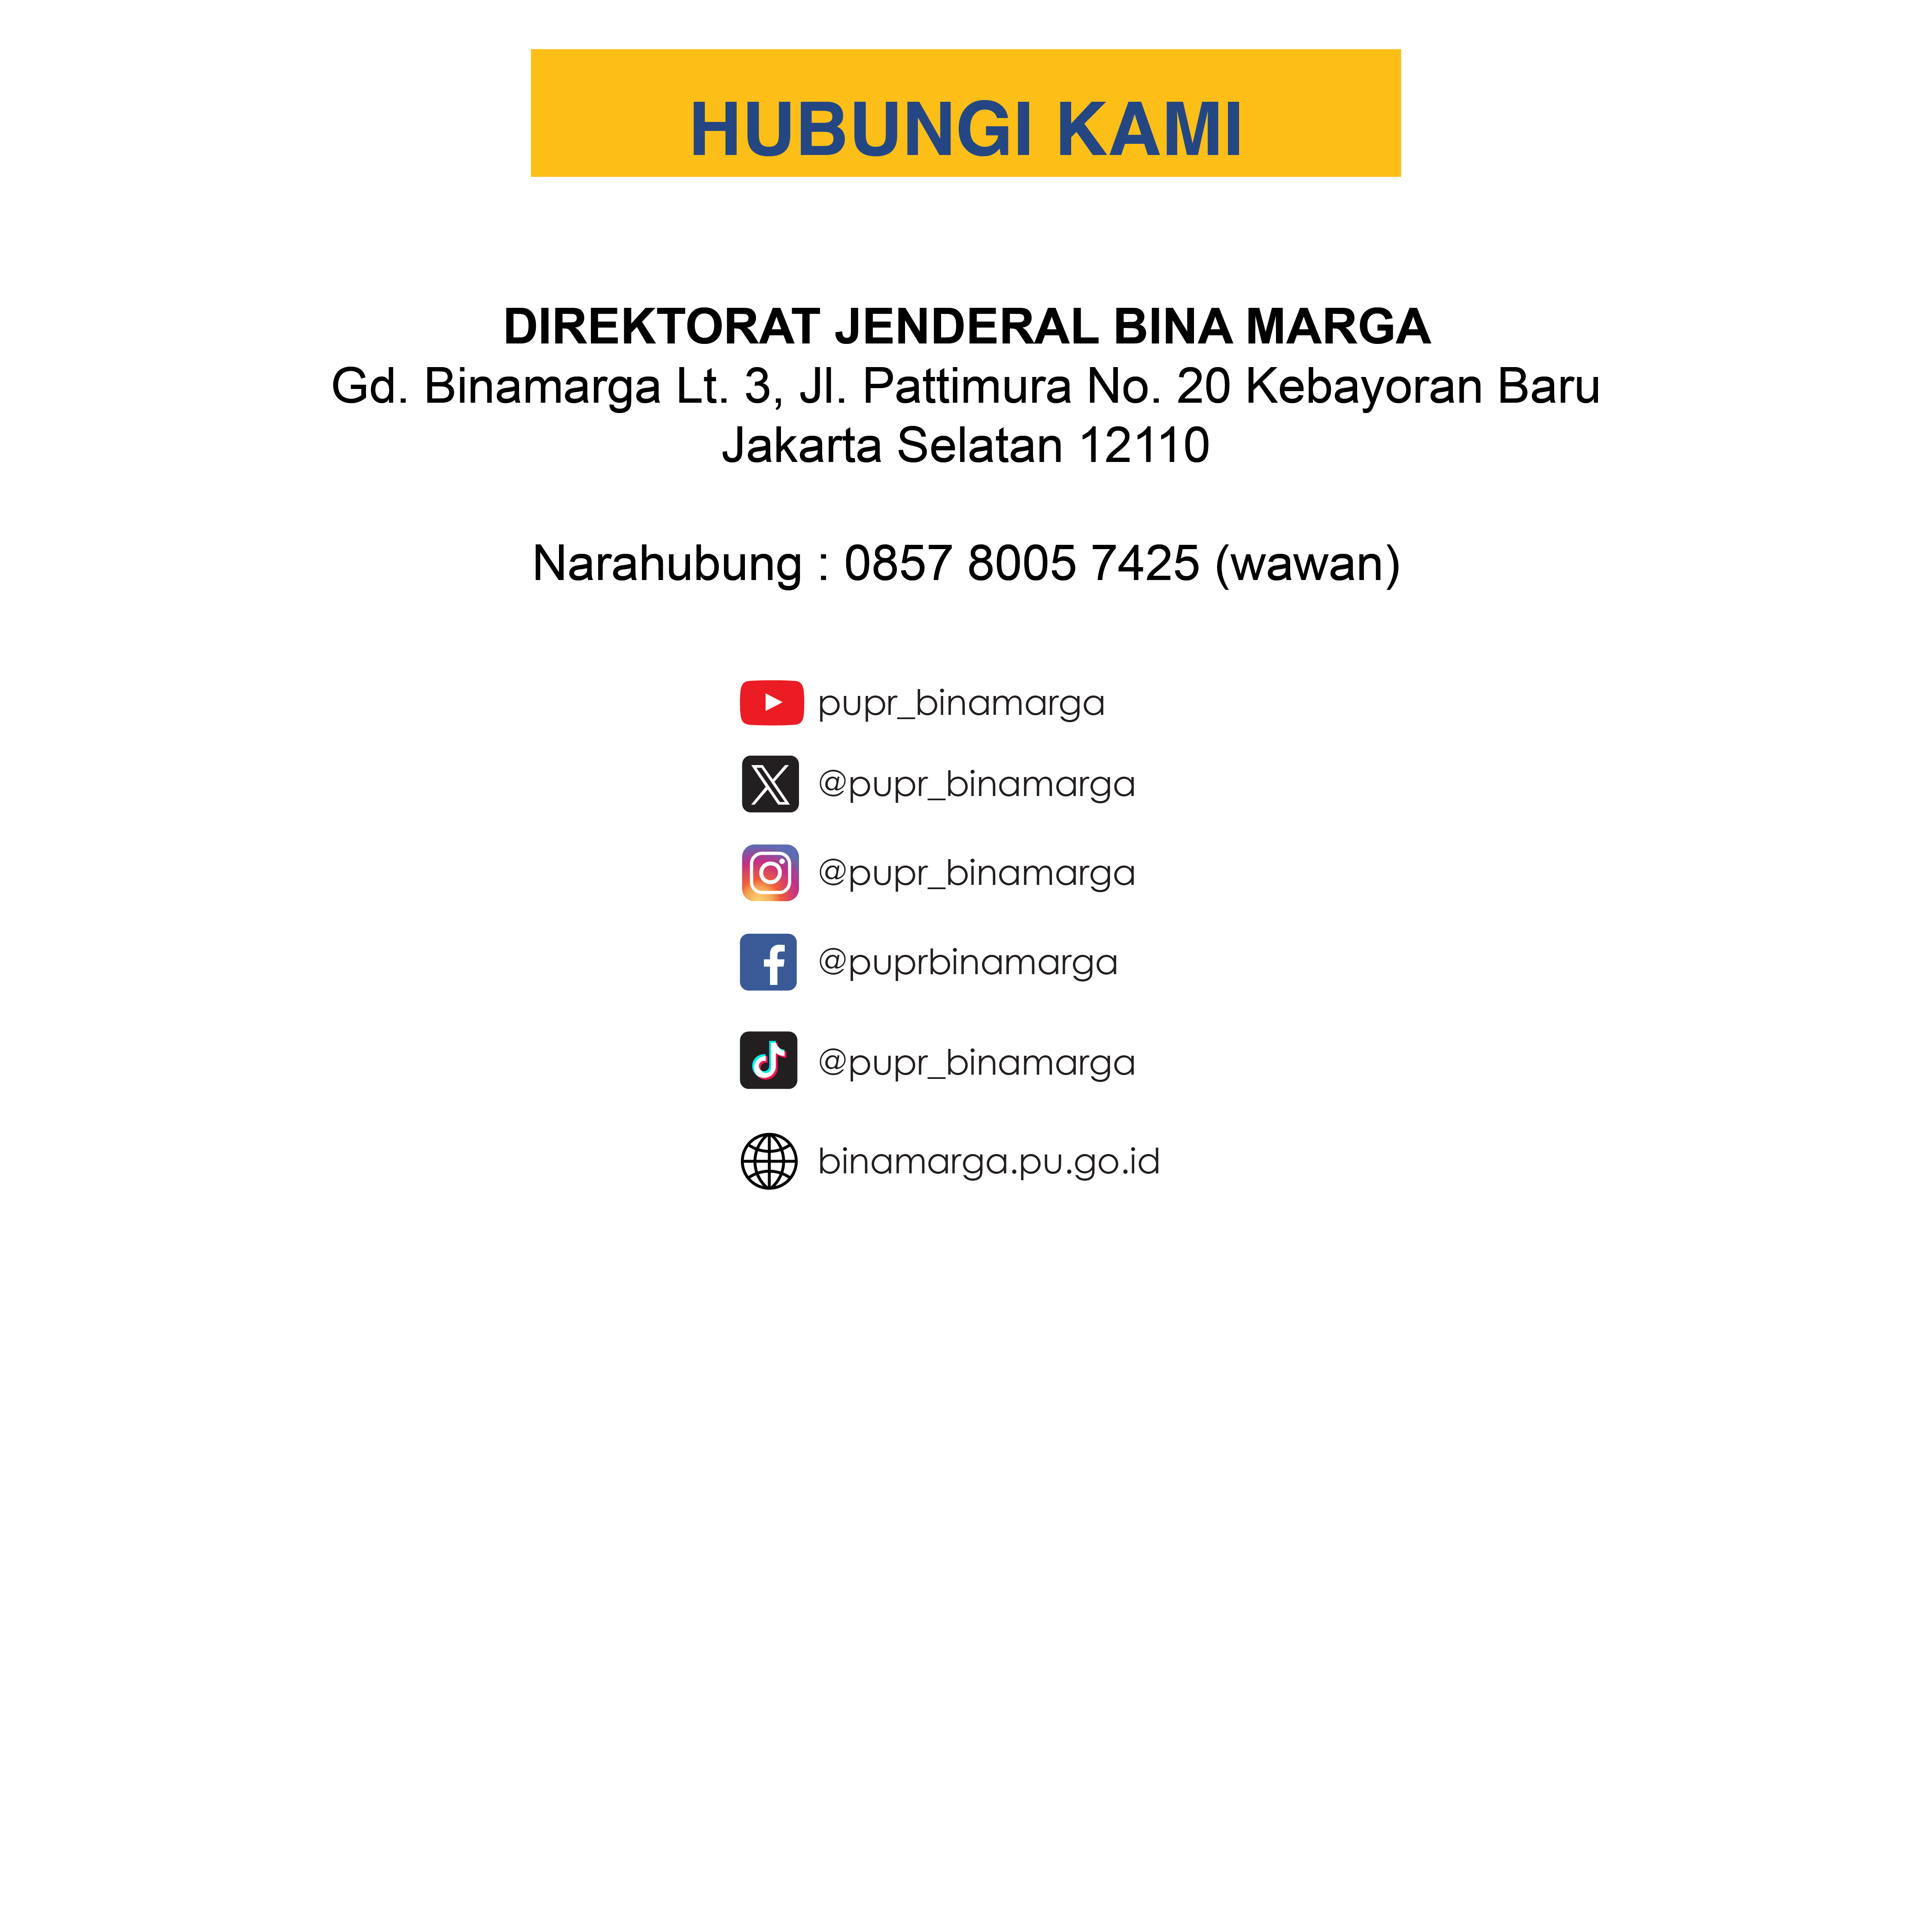 HUBUNGI KAMI
DIREKTORAT JENDERAL BINA MARGA
Gd. Binamarga Lt. 3, Jl. Pattimura No. 20 Kebayoran Baru
Jakarta Selatan 12110
Narahubung : 0857 8005 7425 (wawan)
pupr_binamarga
@pupr_binamarga
@pupr_binamarga
@puprbinamarga
@pupr_binamarga
binamarga.pu.go.id